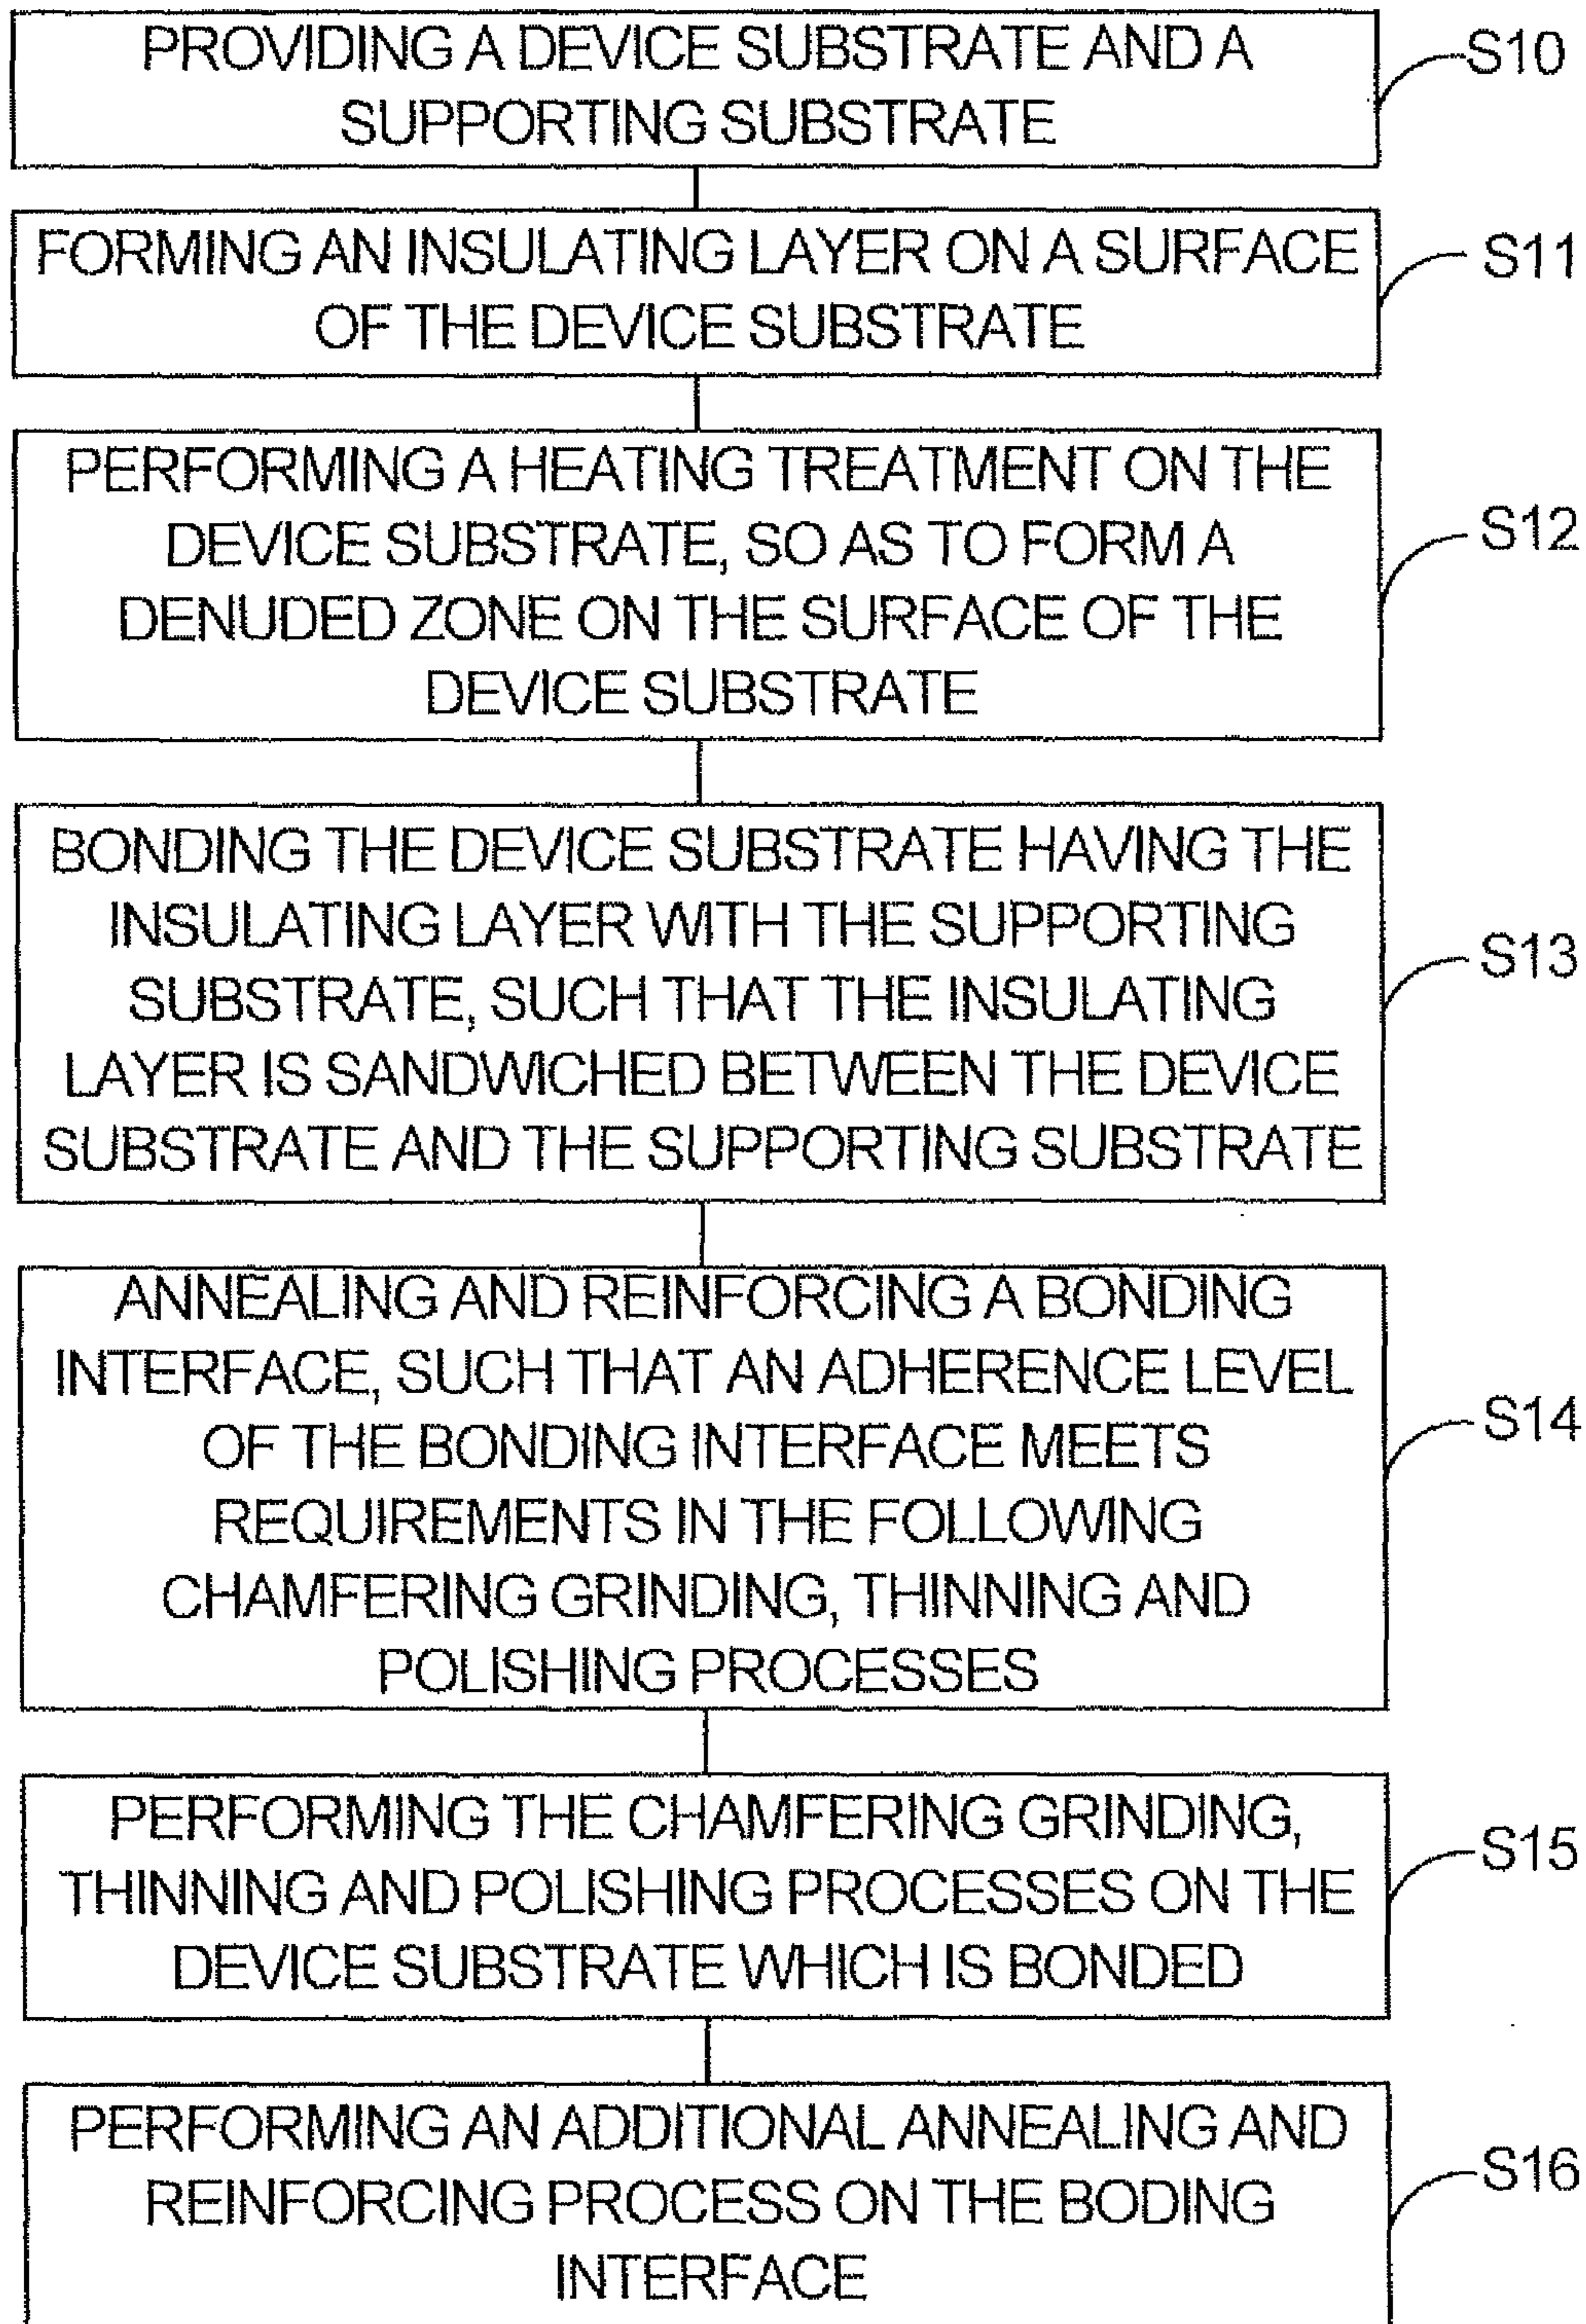 PROVIDING A DEVICE SUBSTRATE AND A
SUPPORTING SUBSTRATE
S10
FORMING AN INSULATING LAYER ON A SURFACE
OF THE DEVICE SUBSTRATE
S11
PERFORMING A HEATING TREATMENT ON THE
DEVICE SUBSTRATE, SO AS TO FORM A
DENUDED ZONE ON THE SURFACE OF THE
DEVICE SUBSTRATE
S12
BONDING THE DEVICE SUBSTRATE HAVING THE
INSULATING LAYER WITH THE SUPPORTING
SUBSTRATE, SUCH THAT THE INSULATING
LAYER IS SANDWICHED BETWEEN THE DEVICE
SUBSTRATE AND THE SUPPORTING SUBSTRATE
S13
ANNEALING AND REINFORCING A BONDING
INTERFACE, SUCH THAT AN ADHERENCE LEVEL
OF THE BONDING INTERFACE MEETS
REQUIREMENTS IN THE FOLLOWING
CHAMFERING GRINDING, THINNING AND
POLISHING PROCESSES
S14
PERFORMING THE CHAMFERING GRINDING,
THINNING AND POLISHING PROCESSES ON THE
DEVICE SUBSTRATE WHICH IS BONDED
S15
PERFORMING AN ADDITIONAL ANNEALING AND
REINFORCING PROCESS ON THE BODING
INTERFACE
S16